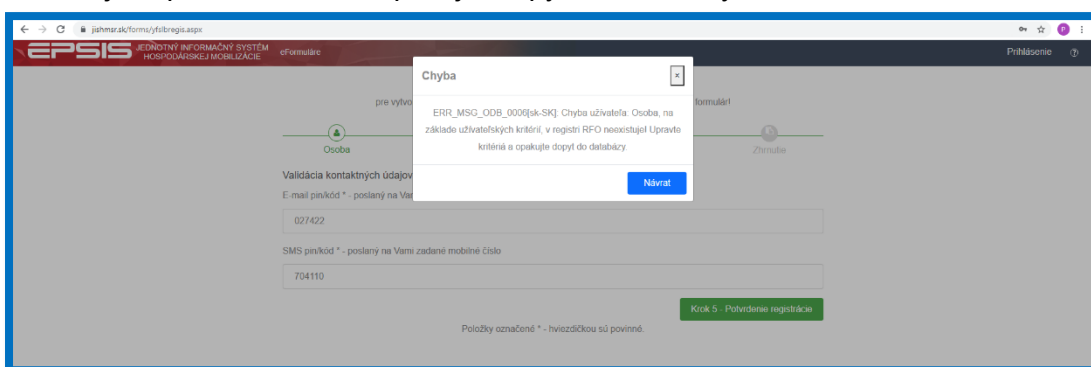 jishmsr.sk/forms/yfslbregis.aspx
P
EPSIS JEDNOTNÝ INFORMAČNÝ SYSTÉM
HOSPODÁRSKEJ MOBILIZÁCIE
eFormuláre
Prihlásenie
Chyba
×
pre vytvo
formulár!
ERR_MSG_ODB_0006[sk-SK]: Chyba užívateľa: Osoba, na
základe užívateľských kritérií, v registri RFO neexistuje! Upravte
kritériá a opakujte dopyt do databázy.
Osoba
Zhrnutie
Návrat
Validácia kontaktných údajov
E-mail pin/kód * - poslaný na Va
027422
SMS pin/kód * - poslaný na Vami zadané mobilné číslo
704110
Krok 5 - Potvrdenie registrácie
Položky označené * - hviezdičkou sú povinné.